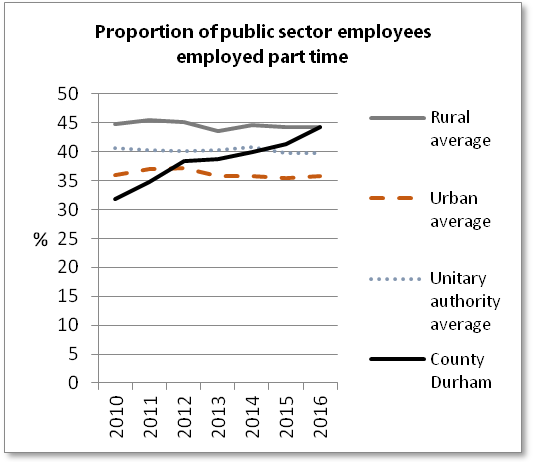 Proportion of public sector employees
employed part time
50
45
40
35
30
25
20
15
10
5
0
%
2010
2011
2012
2013
2014
2015
2016
Rural
average
Urban
average
Unitary
authority
average
County
Durham